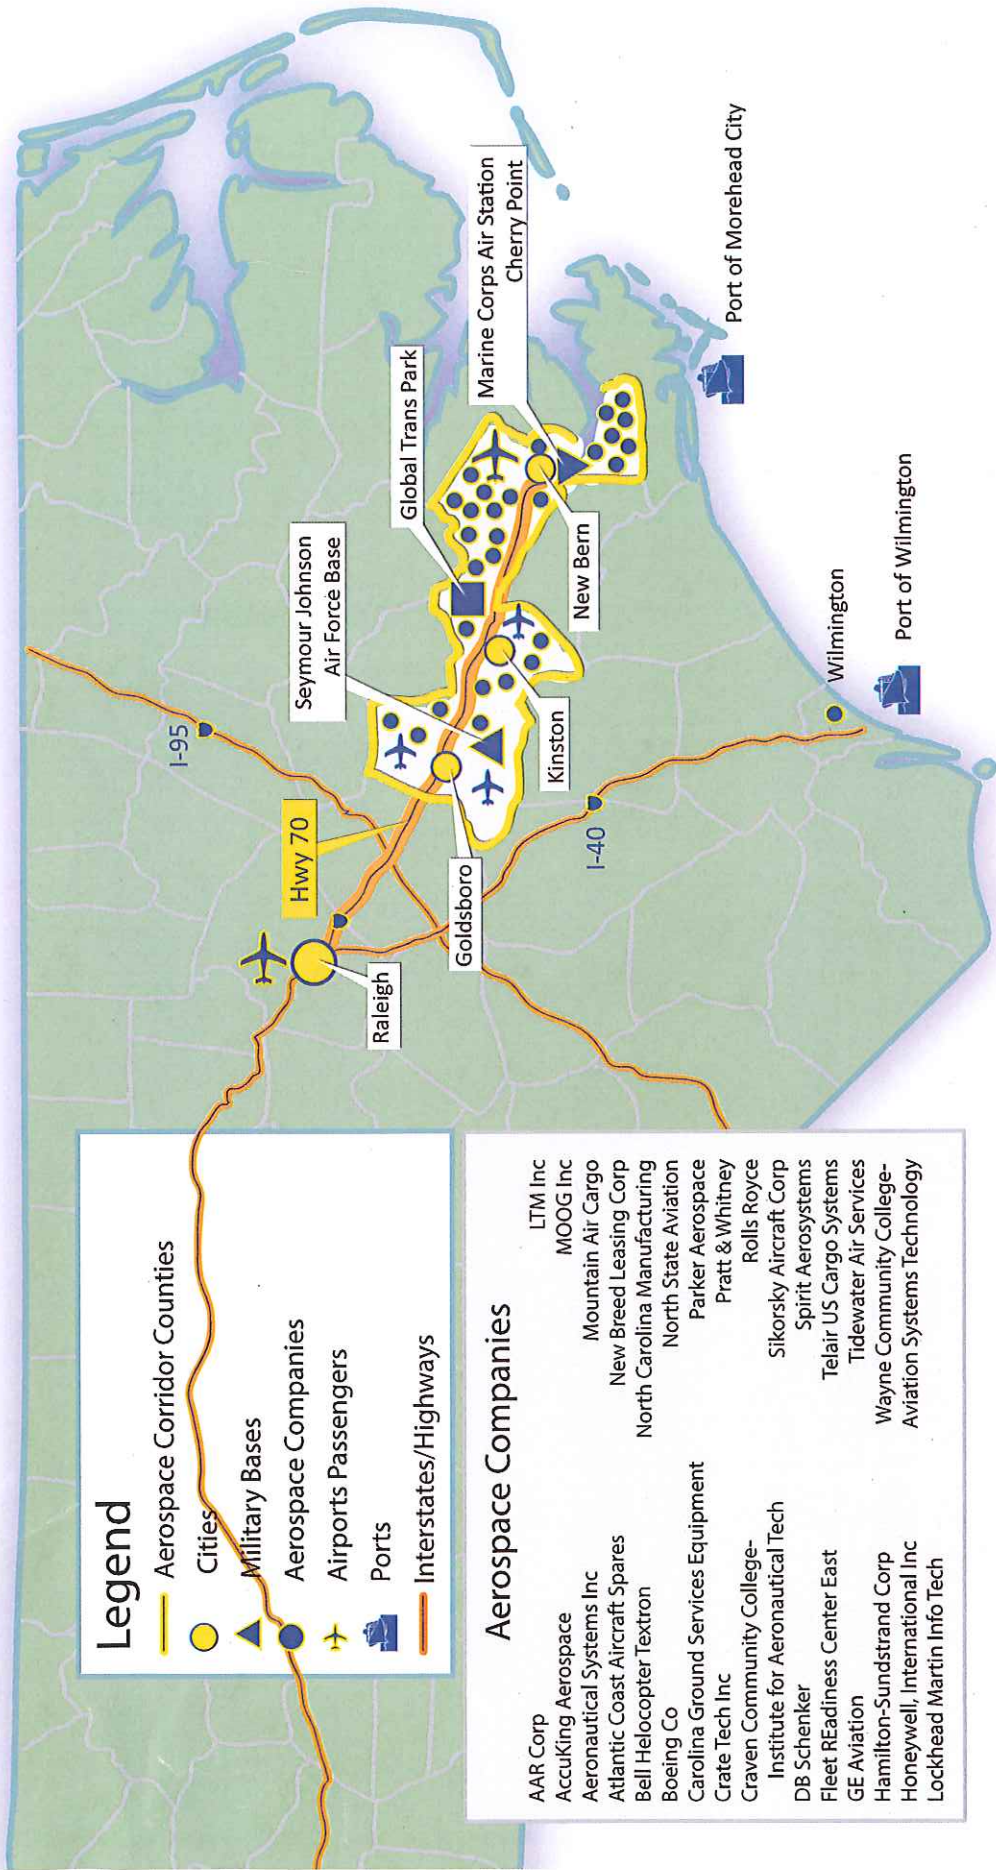 Legend
Aerospace Corridor Counties
Cities
Military Bases
Aerospace Companies
Airports Passengers
Ports
Interstates/Highways
Aerospace Companies
AAR Corp
AccuKing Aerospace
Aeronautical Systems Inc
Atlantic Coast Aircraft Spares
Bell Helocopter Textron
Boeing Co
Carolina Ground Services Equipment
Crate Tech Inc
Craven Community College-
Institute for Aeronautical Tech
DB Schenker
Fleet REadiness Center East
GE Aviation
Hamilton-Sundstrand Corp
Honeywell, International Inc
Lockhead Martin Info Tech
LTM Inc
MOOG Inc
Mountain Air Cargo
New Breed Leasing Corp
North Carolina Manufacturing
North State Aviation
Parker Aerospace
Pratt & Whitney
Rolls Royce
Sikorsky Aircraft Corp
Spirit Aerosystems
Telair US Cargo Systems
Tidewater Air Services
Wayne Community College-
Aviation Systems Technology
I-95
Hwy 70
Raleigh
Goldsboro
I-40
Seymour Johnson
Air Force Base
Kinston
Global Trans Park
New Bern
Marine Corps Air Station
Cherry Point
Port of Morehead City
Wilmington
Port of Wilmington